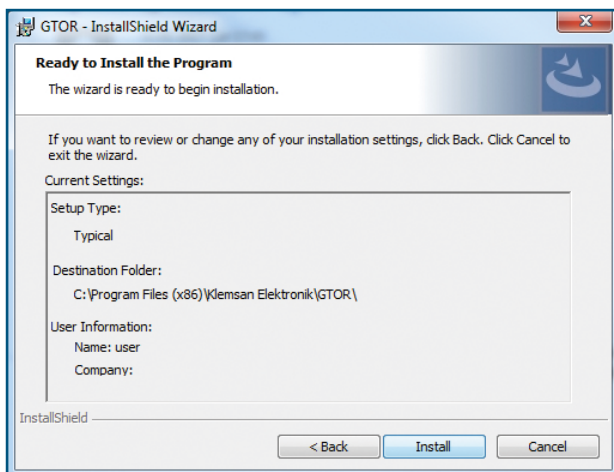 GTOR - InstallShield Wizard
Ready to Install the Program
The wizard is ready to begin installation.
If you want to review or change any of your installation settings, click Back. Click Cancel to
exit the wizard.
Current Settings:
Setup Type:
Typical
Destination Folder:
C:\Program Files (x86)\Klemsan Elektronik\GTOR\
User Information:
Name: user
Company:
InstallShield
< Back
Install
Cancel